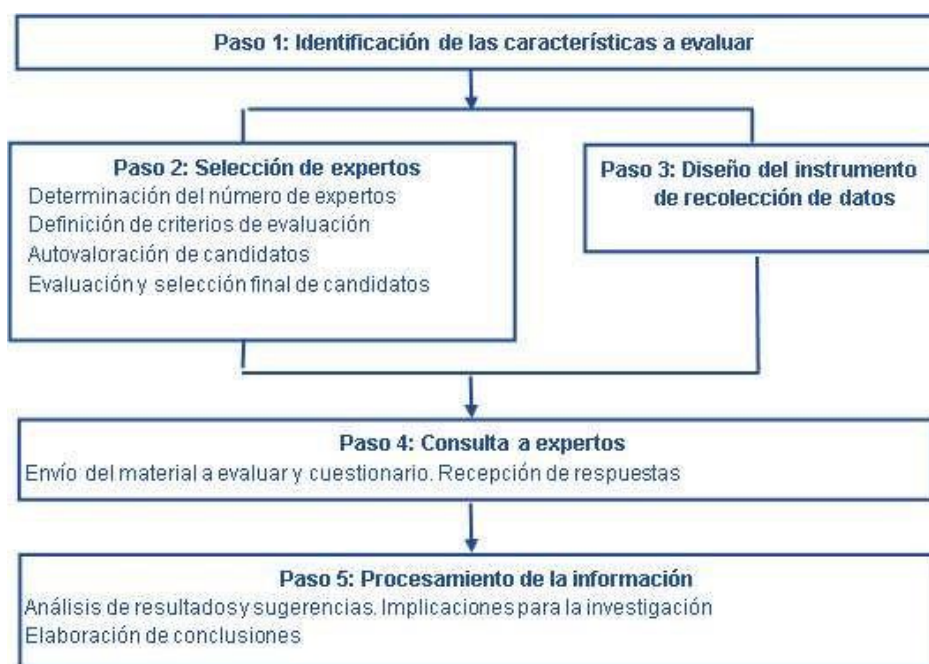 Paso 1: Identificación de las características a evaluar
Paso 2: Selección de expertos
Determinación del número de expertos
Definición de criterios de evaluación
Autovaloración de candidatos
Evaluación y selección final de candidatos
Paso 3: Diseño del instrumento
de recolección de datos
Paso 4: Consulta a expertos
Envío del material a evaluar y cuestionario. Recepción de respuestas
Paso 5: Procesamiento de la información
Análisis de resultados y sugerencias. Implicaciones para la investigación
Elaboración de conclusiones